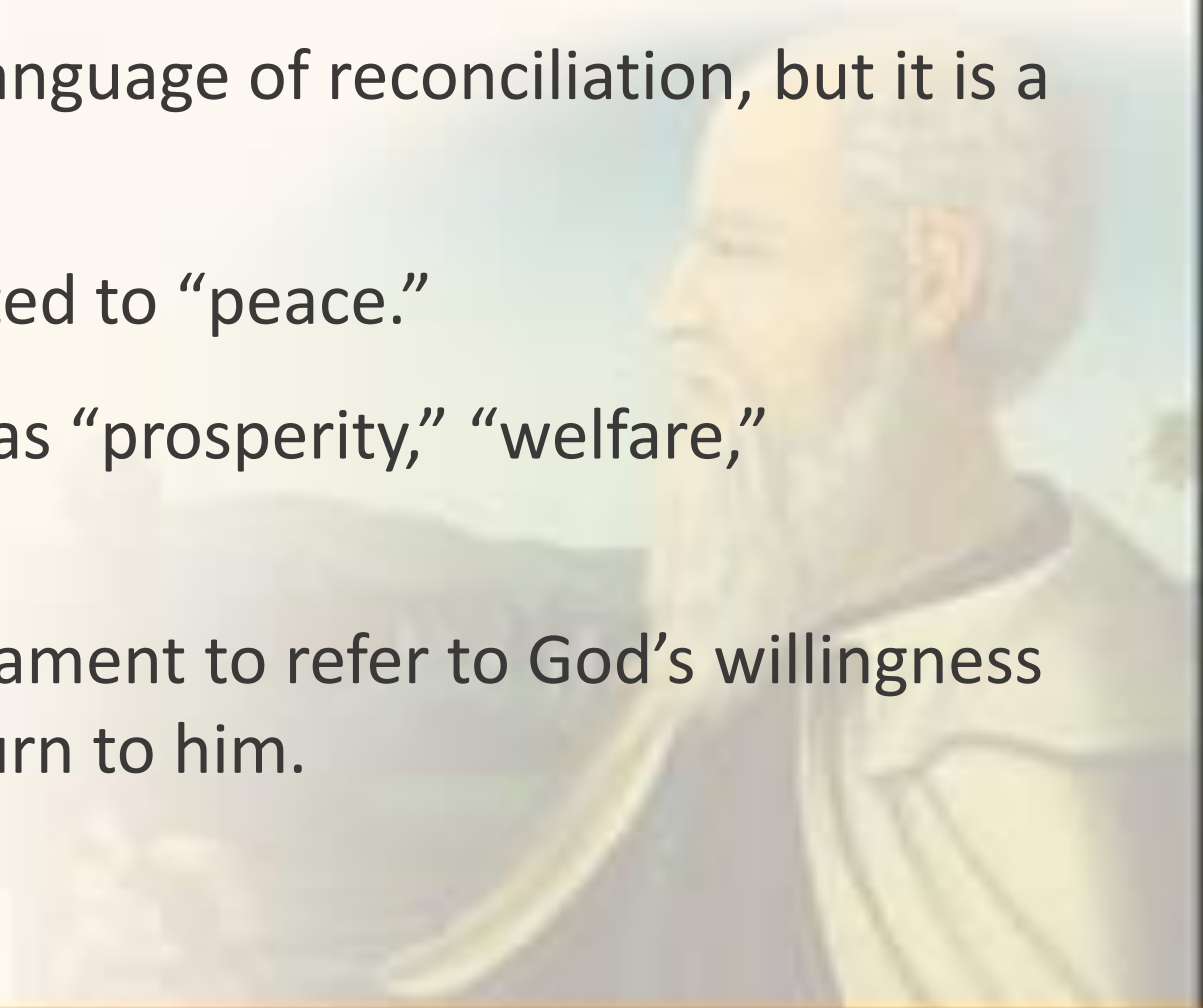 anguage of reconciliation, but it is a
ted to “peace.”
as “prosperity,” “welfare,”
ament to refer to God’s willingness
urn to him.